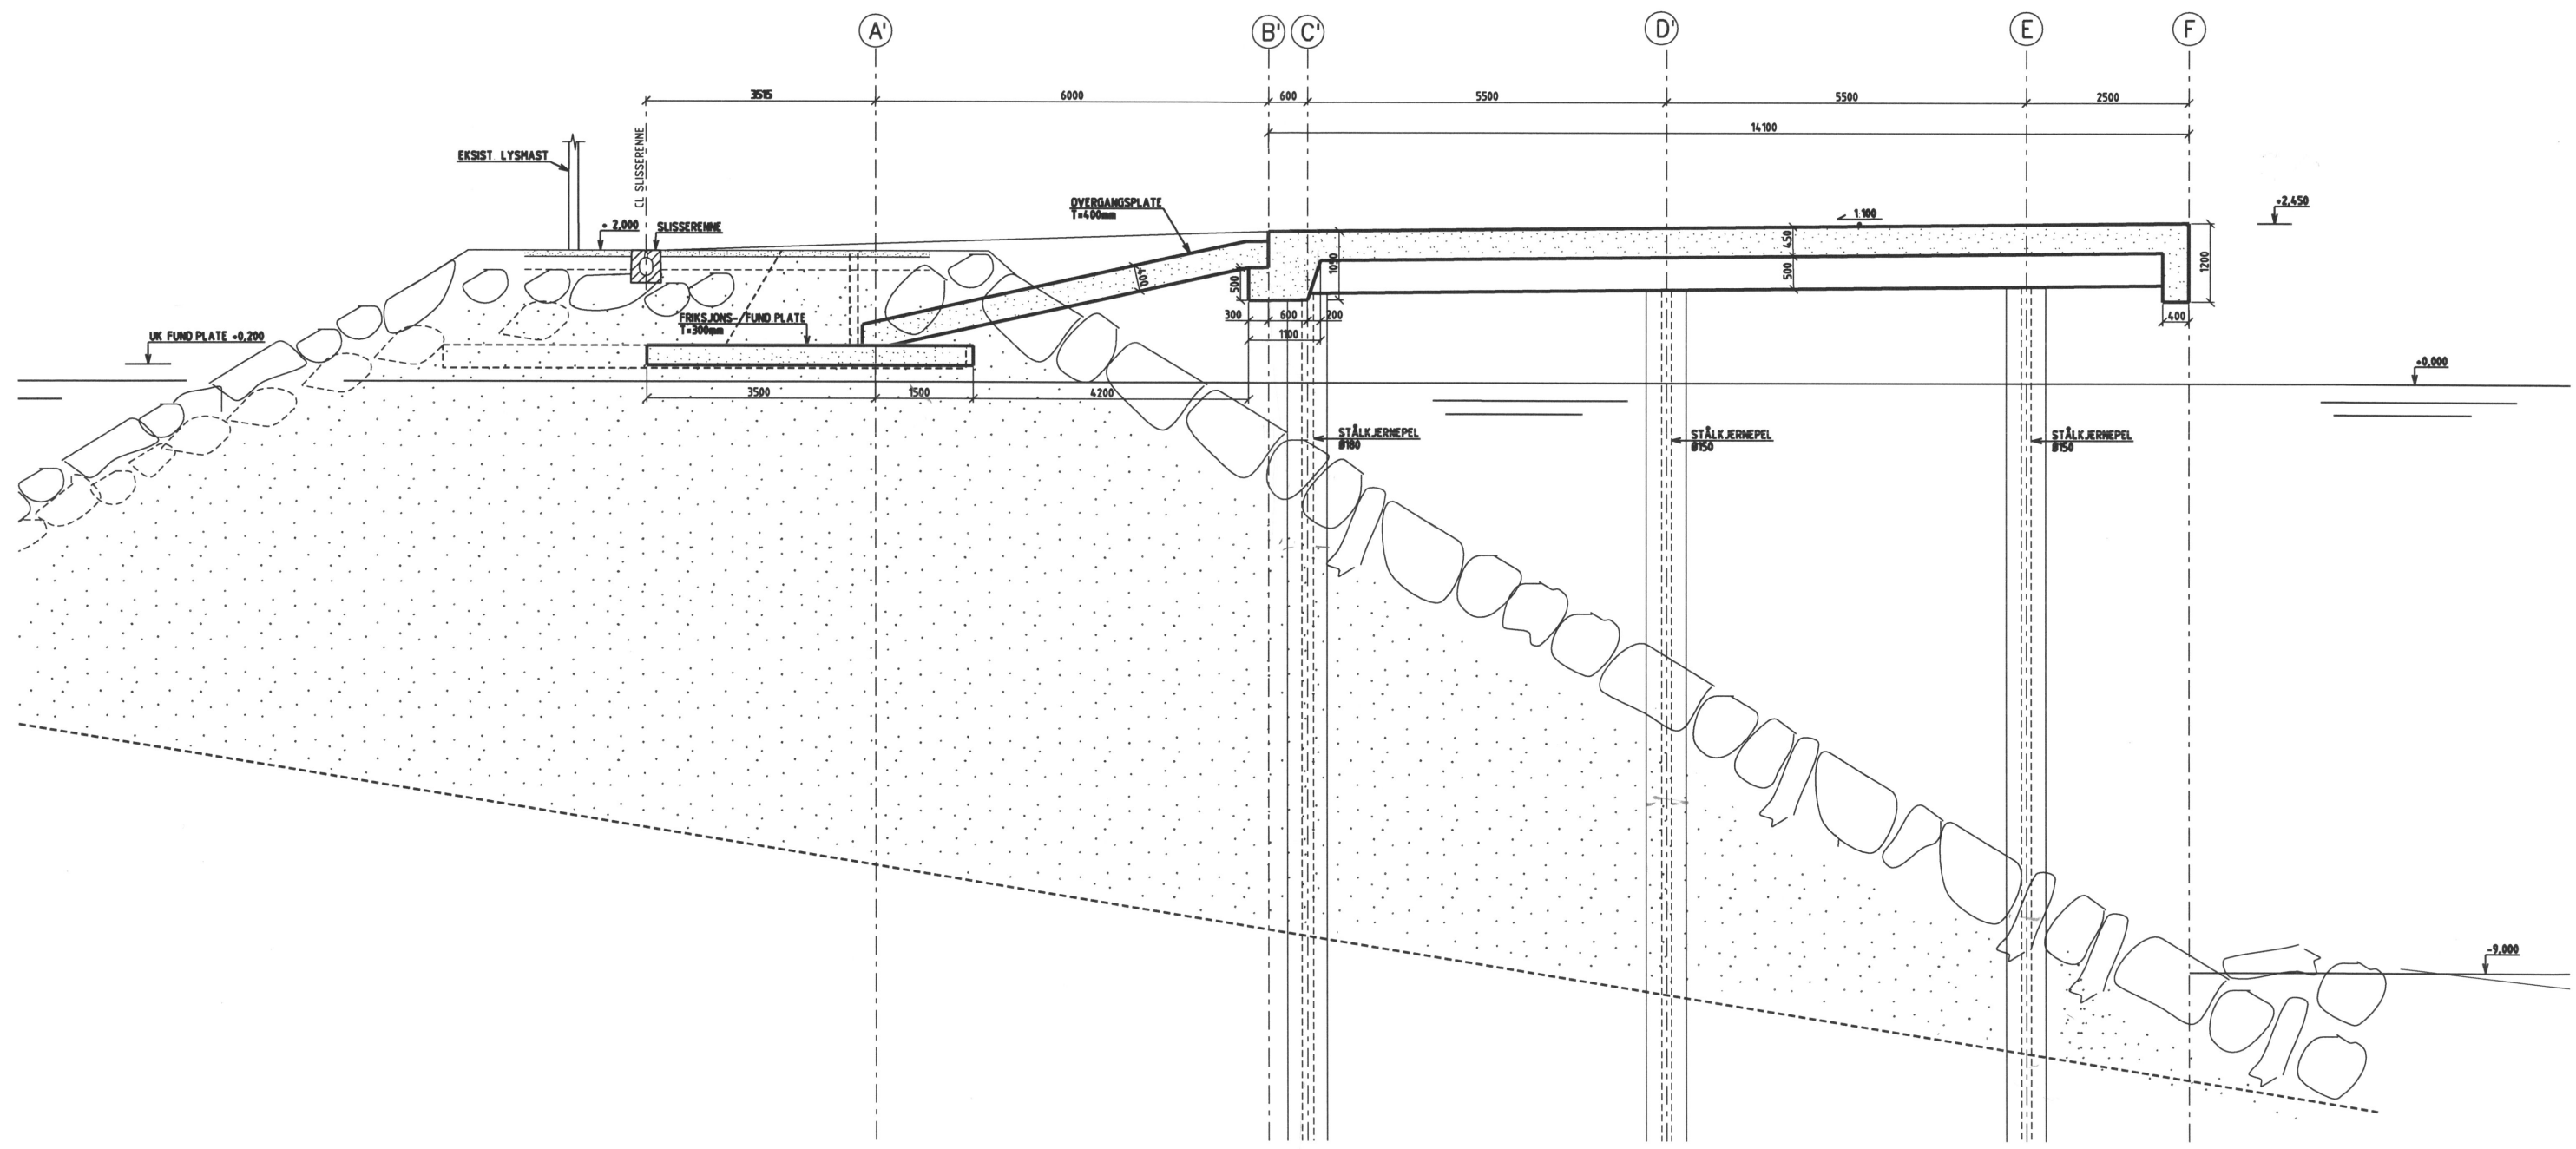 A'
B'
C'
D'
E
F
3515
6000
600
5500
5500
2500
14100
CL SLISSERENNE
EKSIST LYSMAST
+ 2,000
SLISSERENNE
OVERGANGSPLATE
T=400mm
1:100
+2,450
450
500
1200
400
500
400
300
600
200
1100
UK FUND.PLATE +0,200
FRIKSJONS-/FUND.PLATE
T=300mm
+0,000
3500
1500
4200
STÅLKJERNEPEL
Ø180
STÅLKJERNEPEL
Ø150
STÅLKJERNEPEL
Ø150
-9,000